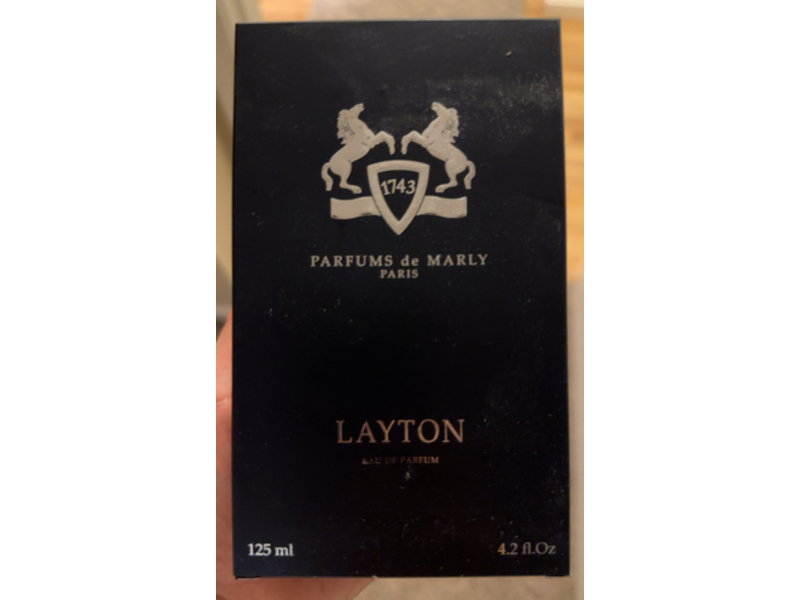 1743
PARFUMS de MARLY
PARIS
LAYTON
EAU DE PARFUM
125 ml
4.2 fl.Oz